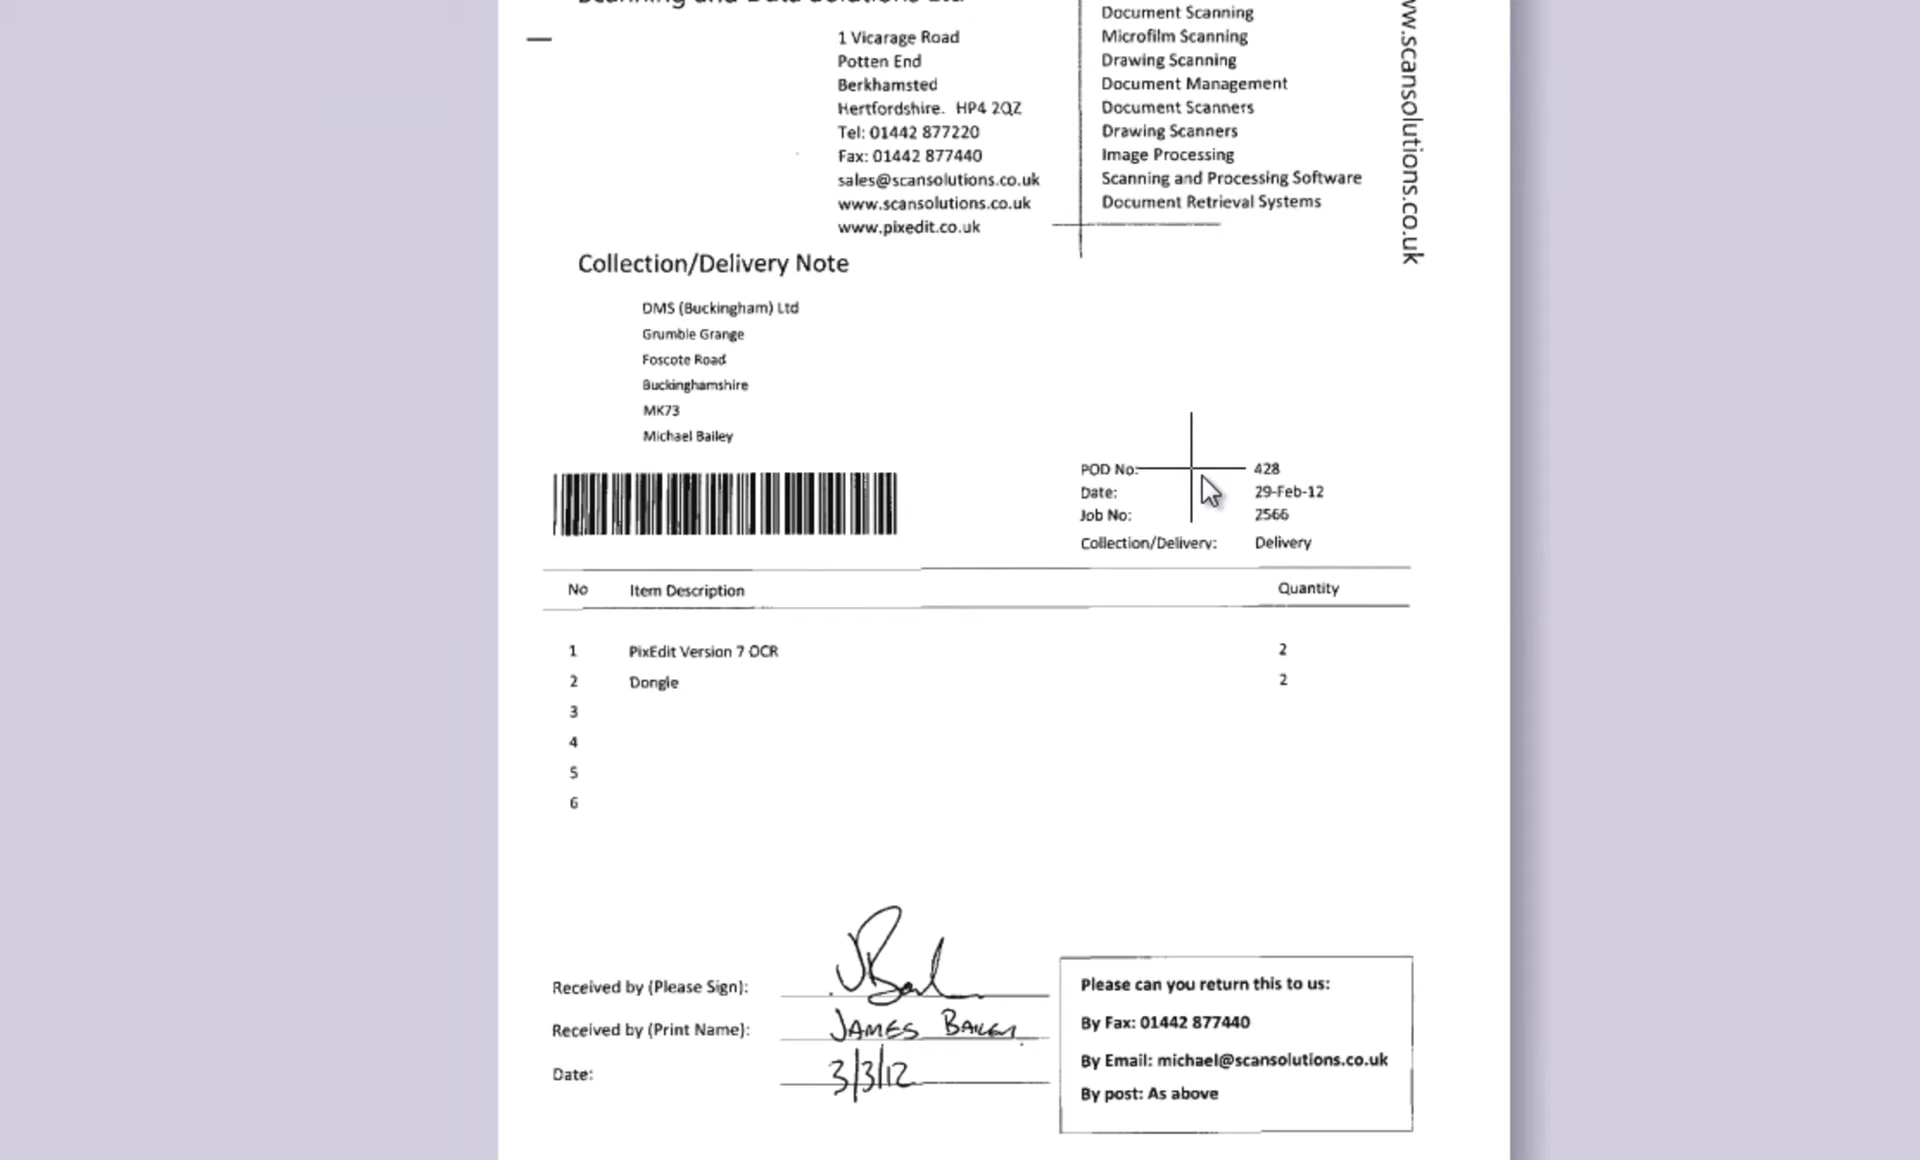 Scanning and Data Solutions Ltd
1 Vicarage Road
Potten End
Berkhamsted
Hertfordshire. HP4 2QZ
Tel: 01442 877220
Fax: 01442 877440
sales@scansolutions.co.uk
www.scansolutions.co.uk
www.pixedit.co.uk
Document Scanning
Microfilm Scanning
Drawing Scanning
Document Management
Document Scanners
Drawing Scanners
Image Processing
Scanning and Processing Software
Document Retrieval Systems
w.scansolutions.co.uk
Collection/Delivery Note
DMS (Buckingham) Ltd
Grumble Grange
Foscote Road
Buckinghamshire
MK73
Michael Bailey
POD No: 428
Date: 29-Feb-12
Job No: 2566
Collection/Delivery: Delivery
No Item Description Quantity
1 PixEdit Version 7 OCR 2
2 Dongle 2
3
4
5
6
Received by (Please Sign):
Received by (Print Name): JAMES BAILEY
Date: 3/3/12
Please can you return this to us:
By Fax: 01442 877440
By Email: michael@scansolutions.co.uk
By post: As above